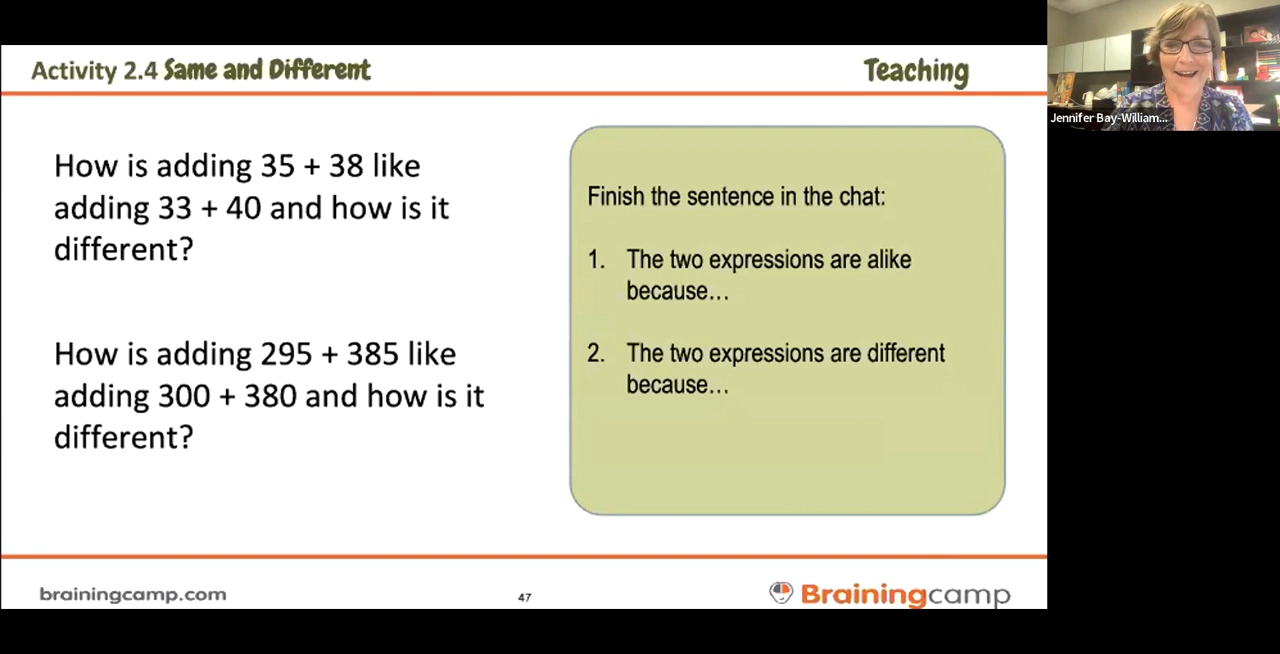 Activity 2.4 Same and Different
Teaching
How is adding 35 + 38 like
adding 33 + 40 and how is it
different?
How is adding 295 + 385 like
adding 300 + 380 and how is it
different?
Finish the sentence in the chat:
1. The two expressions are alike
because…
2. The two expressions are different
because…
brainingcamp.com
47
Brainingcamp
Jennifer Bay-William...